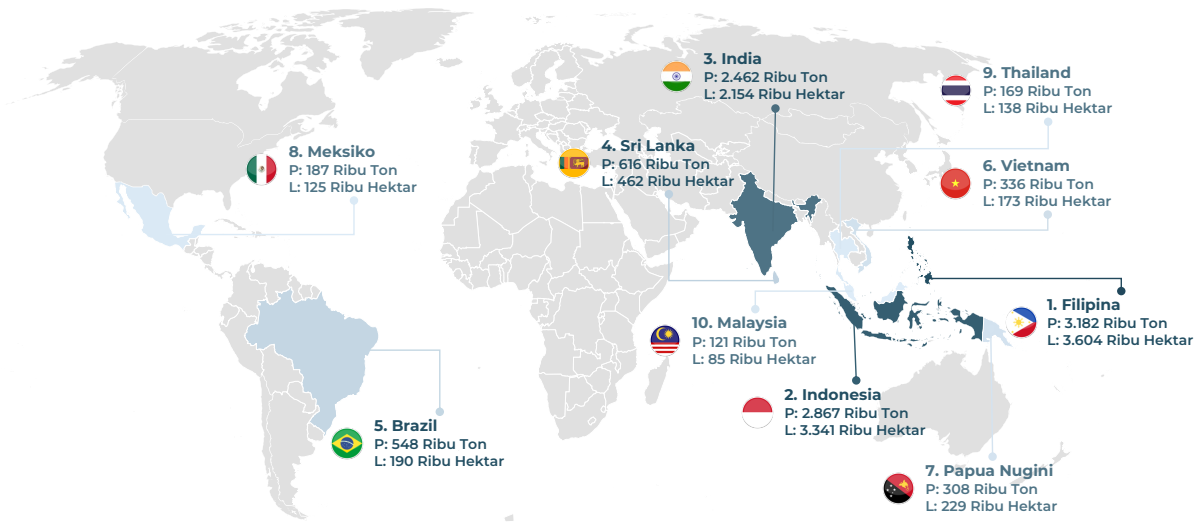 3. India
P: 2.462 Ribu Ton
L: 2.154 Ribu Hektar
9. Thailand
P: 169 Ribu Ton
L: 138 Ribu Hektar
8. Meksiko
P: 187 Ribu Ton
L: 125 Ribu Hektar
4. Sri Lanka
P: 616 Ribu Ton
L: 462 Ribu Hektar
6. Vietnam
P: 336 Ribu Ton
L: 173 Ribu Hektar
1. Filipina
P: 3.182 Ribu Ton
L: 3.604 Ribu Hektar
10. Malaysia
P: 121 Ribu Ton
L: 85 Ribu Hektar
2. Indonesia
P: 2.867 Ribu Ton
L: 3.341 Ribu Hektar
5. Brazil
P: 548 Ribu Ton
L: 190 Ribu Hektar
7. Papua Nugini
P: 308 Ribu Ton
L: 229 Ribu Hektar